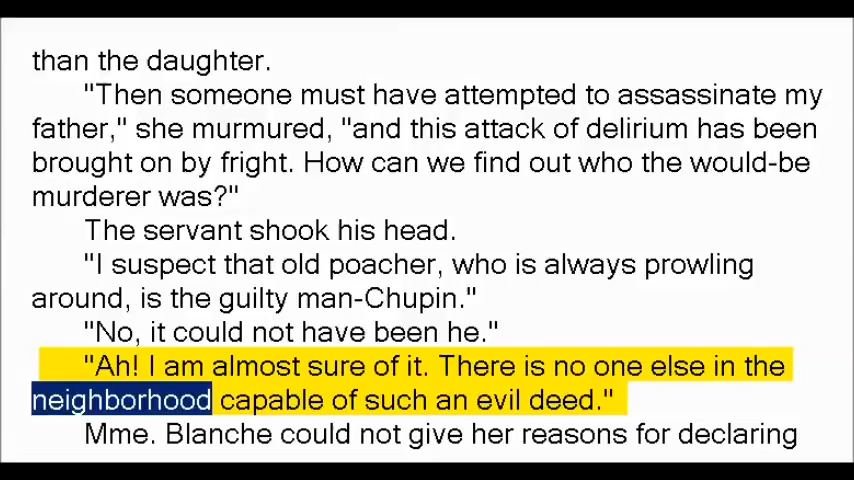 than the daughter.
"Then someone must have attempted to assassinate my
father," she murmured, "and this attack of delirium has been
brought on by fright. How can we find out who the would-be
murderer was?"
The servant shook his head.
"I suspect that old poacher, who is always prowling
around, is the guilty man-Chupin."
"No, it could not have been he."
"Ah! I am almost sure of it. There is no one else in the
neighborhood capable of such an evil deed."
Mme. Blanche could not give her reasons for declaring